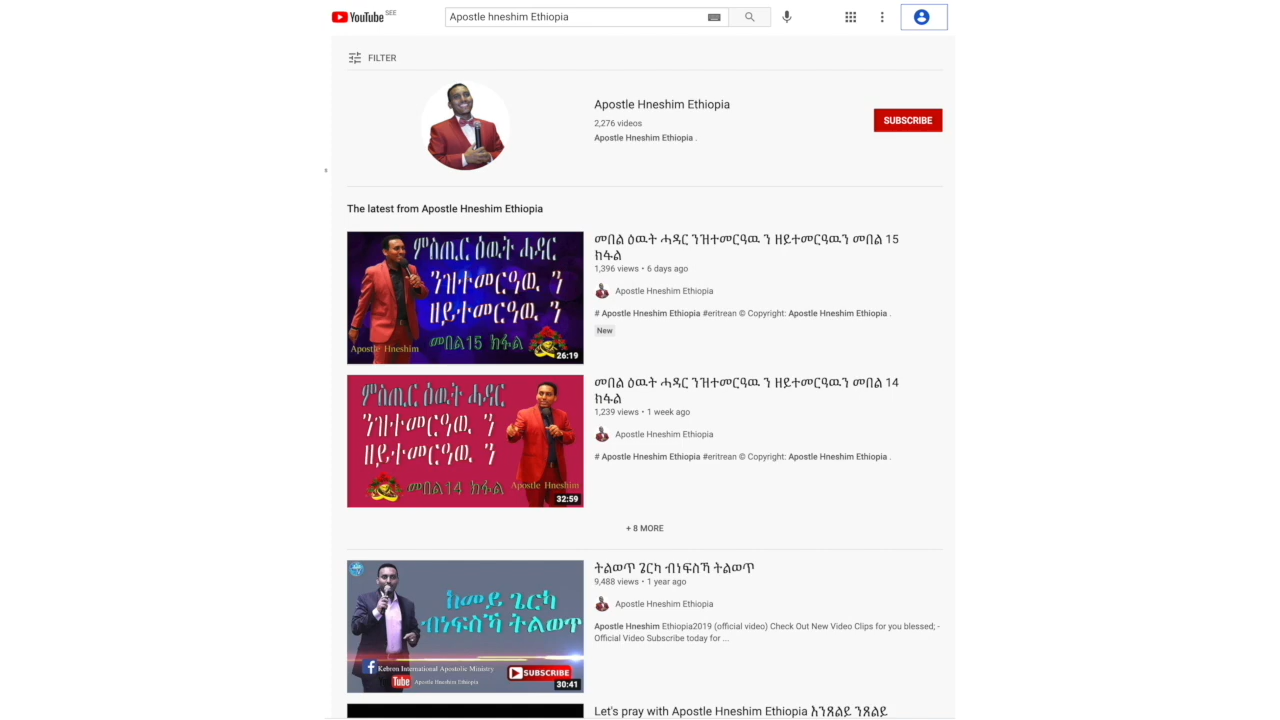 YouTube SEE
Apostle hneshim Ethiopia
FILTER
Apostle Hneshim Ethiopia
2,276 videos
Apostle Hneshim Ethiopia .
SUBSCRIBE
The latest from Apostle Hneshim Ethiopia
ምስጢር ዕዉት ሓዳር
ንዝተመርዓዉ ን
ዘይተመርዓዉ ን
መበል15 ክፋል
Apostle Hneshim
26:19
መበል ዕዉት ሓዳር ንዝተመርዓዉ ን ዘይተመርዓዉን መበል 15
ክፋል
1,396 views • 6 days ago
Apostle Hneshim Ethiopia
# Apostle Hneshim Ethiopia #eritrean © Copyright: Apostle Hneshim Ethiopia .
New
ምስጢር ዕዉት ሓዳር
ንዝተመርዓዉ ን
ዘይተመርዓዉ ን
መበል14 ክፋል
Apostle Hneshim
32:59
መበል ዕዉት ሓዳር ንዝተመርዓዉ ን ዘይተመርዓዉን መበል 14
ክፋል
1,239 views • 1 week ago
Apostle Hneshim Ethiopia
# Apostle Hneshim Ethiopia #eritrean © Copyright: Apostle Hneshim Ethiopia .
+ 8 MORE
ከመይ ጌርካ
ብነፍስኻ ትልወጥ
Kebron International Apostolic Ministry
SUBSCRIBE
Tube Apostle Hneshim Ethiopia
30:41
ትልወጥ ጌርካ ብነፍስኻ ትልወጥ
9,488 views • 1 year ago
Apostle Hneshim Ethiopia
Apostle Hneshim Ethiopia2019 (official video) Check Out New Video Clips for you blessed; -
Official Video Subscribe today for ...
Let's pray with Apostle Hneshim Ethiopia እንጸልይ ንጸልይ